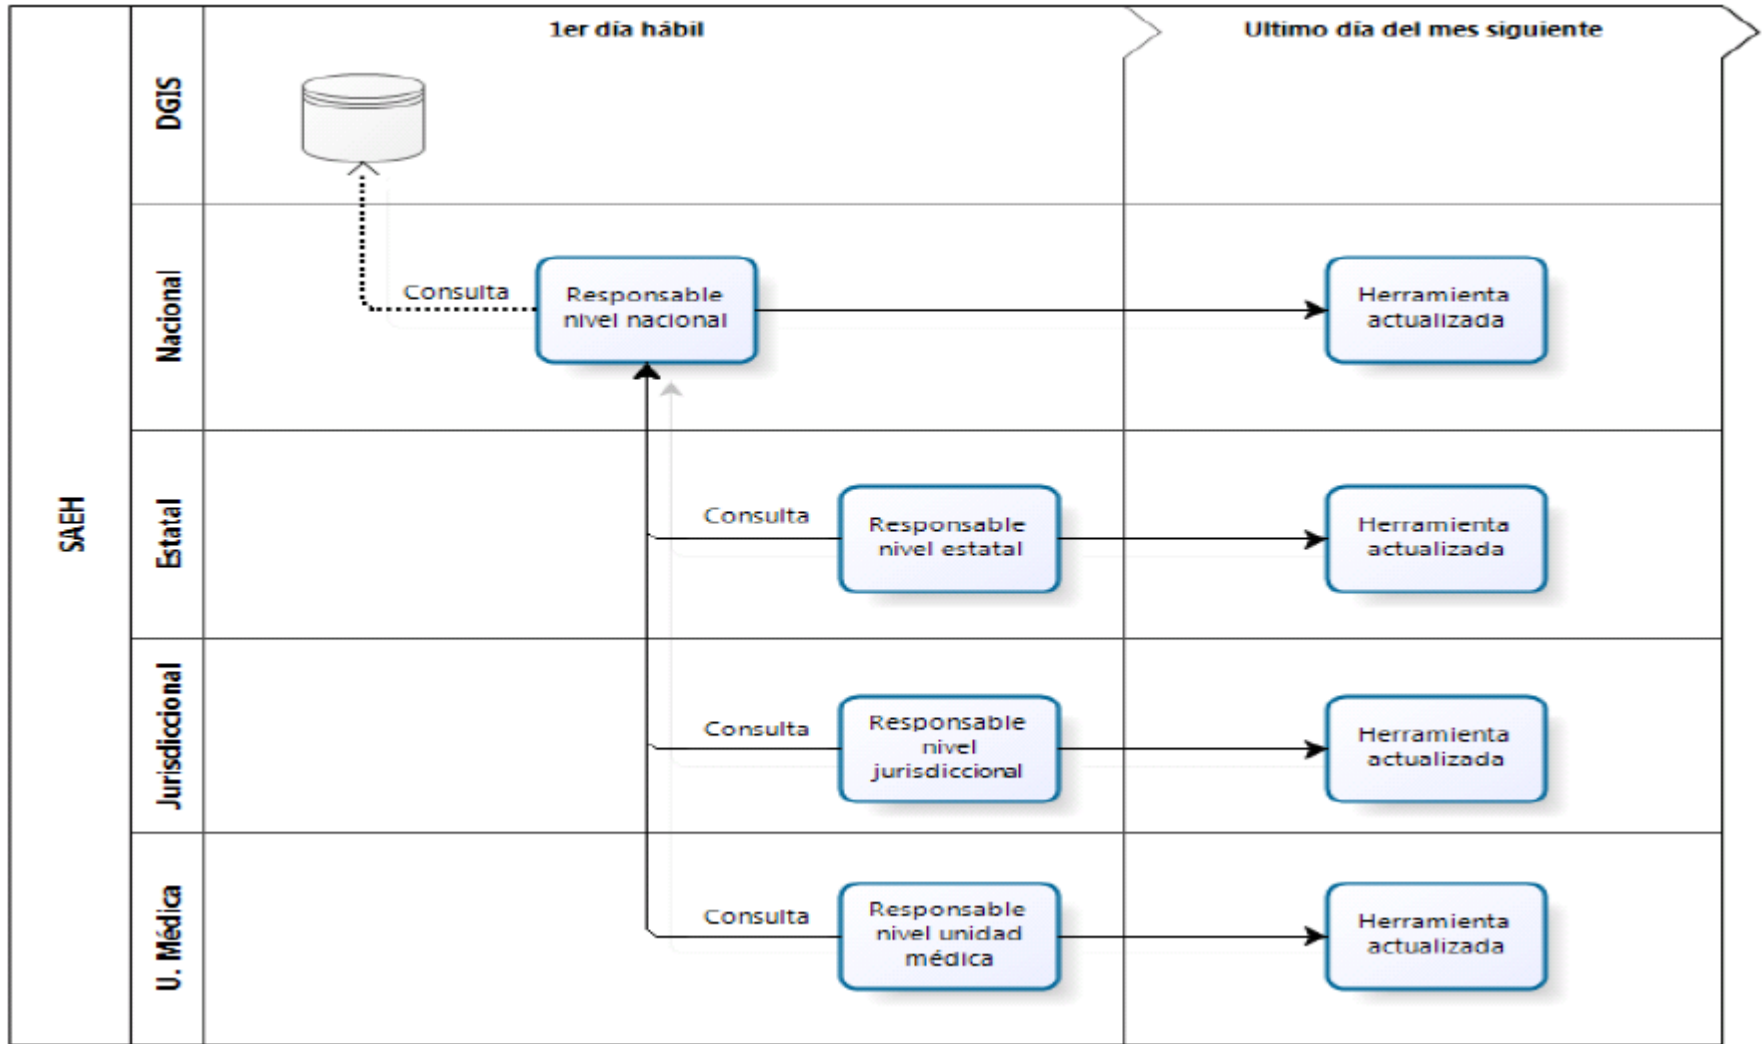 1er día hábil
Ultimo día del mes siguiente
SAEH
DGIS
Nacional
Consulta
Responsable
nivel nacional
Herramienta
actualizada
Estatal
Consulta
Responsable
nivel estatal
Herramienta
actualizada
Jurisdiccional
Consulta
Responsable
nivel
jurisdiccional
Herramienta
actualizada
U. Médica
Consulta
Responsable
nivel unidad
médica
Herramienta
actualizada